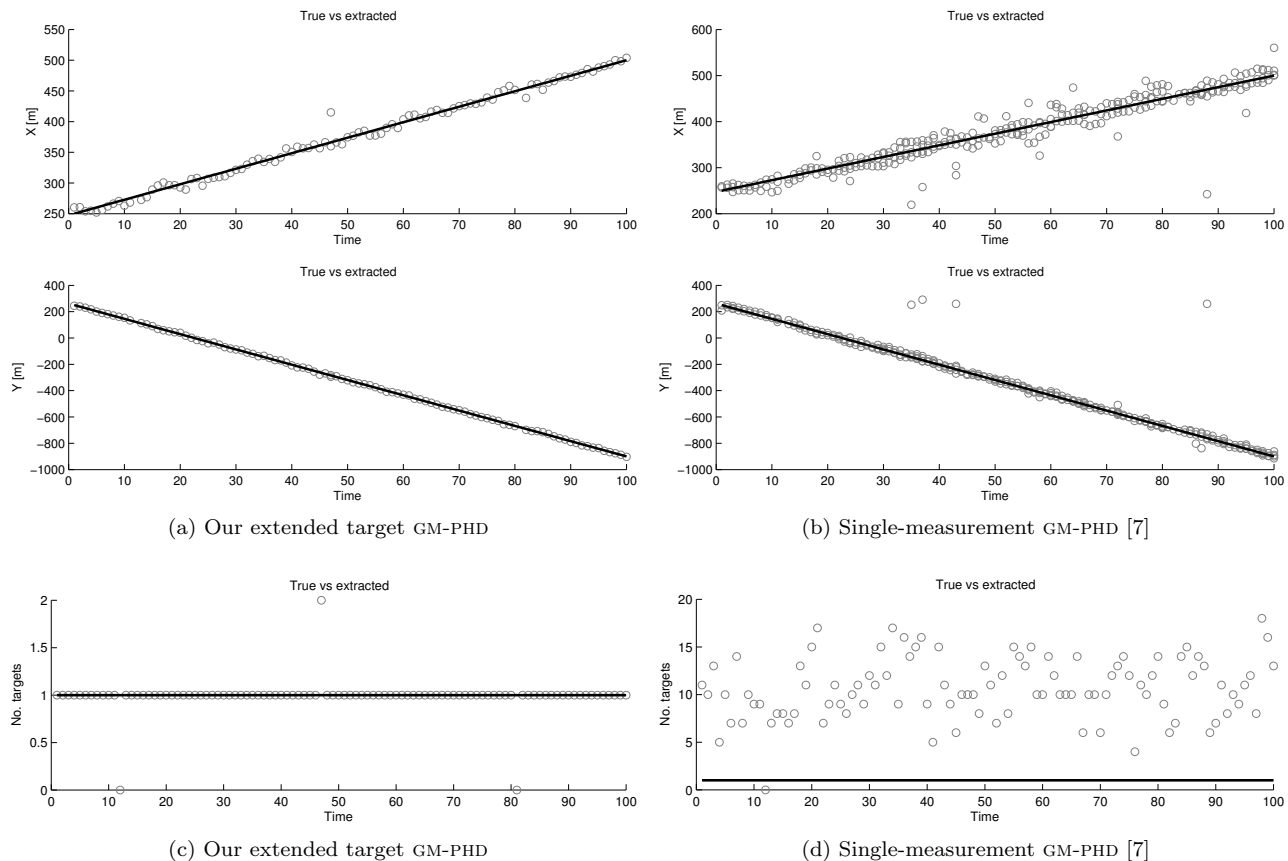 True vs extracted
550
500
450
400
350
300
250
X [m]
0 10 20 30 40 50 60 70 80 90 100
Time
True vs extracted
400
200
0
−200
−400
−600
−800
−1000
Y [m]
0 10 20 30 40 50 60 70 80 90 100
Time
(a) Our extended target GM-PHD
True vs extracted
600
500
400
300
200
X [m]
0 10 20 30 40 50 60 70 80 90 100
Time
True vs extracted
400
200
0
−200
−400
−600
−800
−1000
Y [m]
0 10 20 30 40 50 60 70 80 90 100
Time
(b) Single-measurement GM-PHD [7]
True vs extracted
2
1.5
1
0.5
0
No. targets
0 10 20 30 40 50 60 70 80 90 100
Time
(c) Our extended target GM-PHD
True vs extracted
20
15
10
5
0
No. targets
0 10 20 30 40 50 60 70 80 90 100
Time
(d) Single-measurement GM-PHD [7]